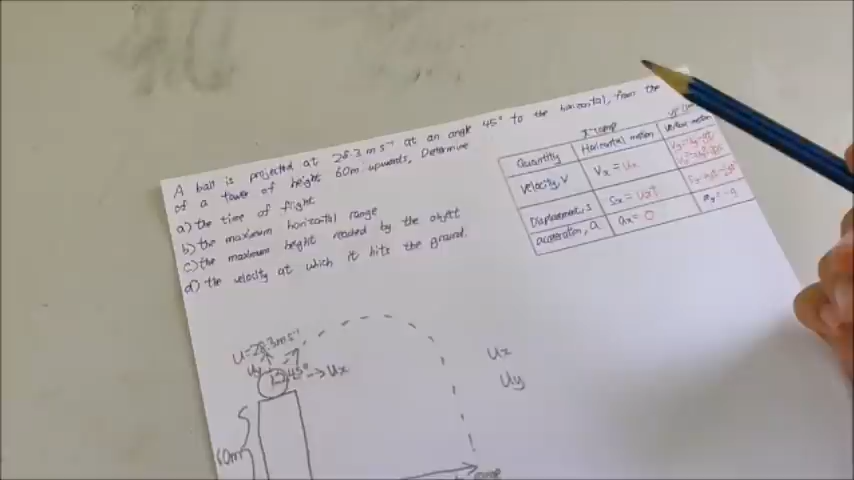 A ball is projected at 28.3 m s⁻¹ at an angle 45° to the horizontal, from the
of a tower of height 60m upwards, Determine
a) the time of flight
b) the maximum horizontal range
c) the maximum height reached by the object
d) the velocity at which it hits the ground.
x-comp
Quantity Horizontal motion Vertical motion
Velocity, V Vx = Ux
Displacement, s Sx = Uxt
acceleration, a ax = 0 ay = -g
U=28.3ms⁻¹
Uy
45° Ux
60m
Ux
Uy